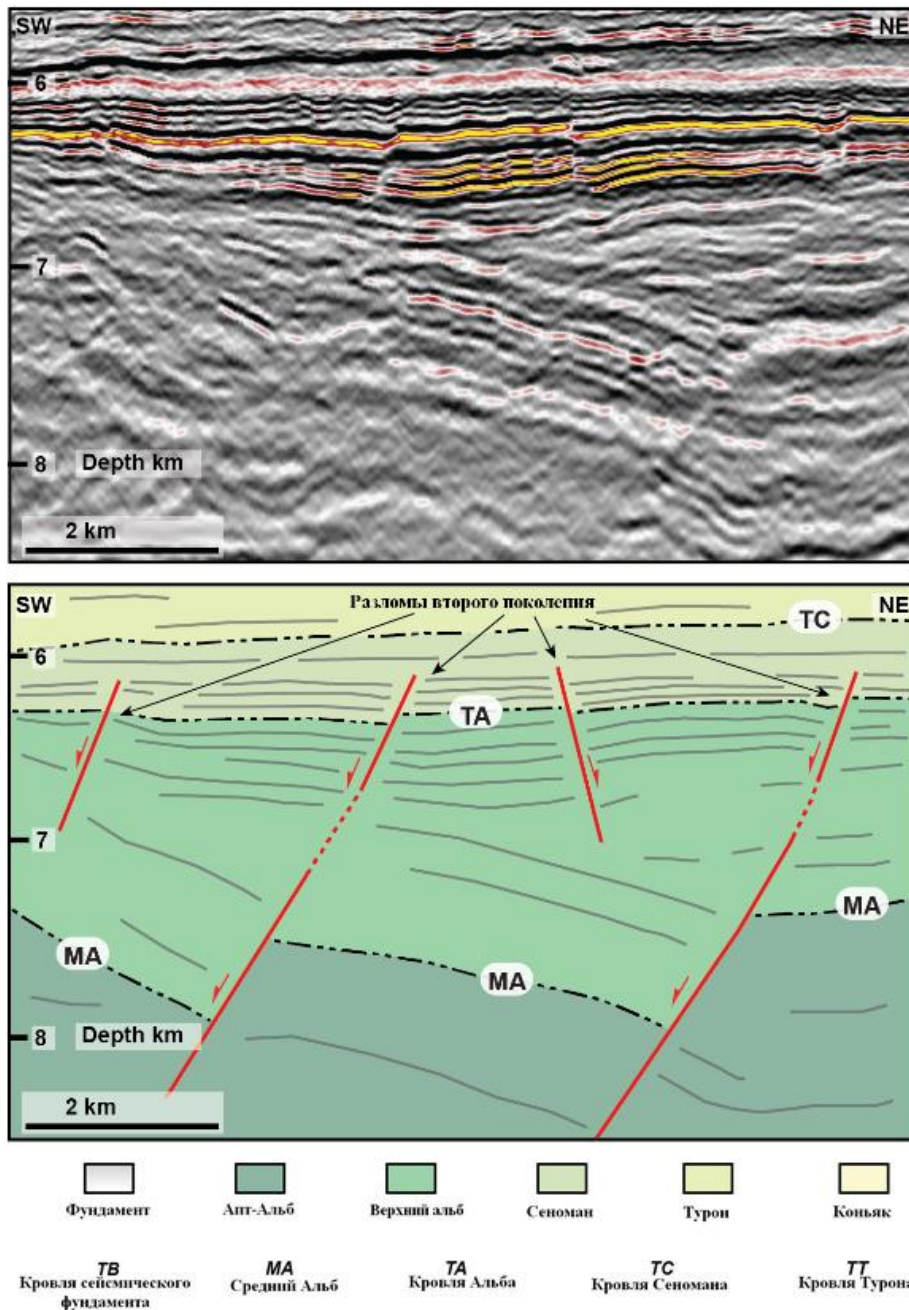 SW NE
6
7
8 Depth km
2 km
SW NE
Разломы второго поколения
TC
6
TA
7
MA
MA
MA
8 Depth km
2 km
Фундамент Апт-Альб Верхний альб Сеноман Турон Коньяк
TB MA TA TC TT
Кровля сейсмического Средний Альб Кровля Альба Кровля Сеномана Кровля Турона
фундамента